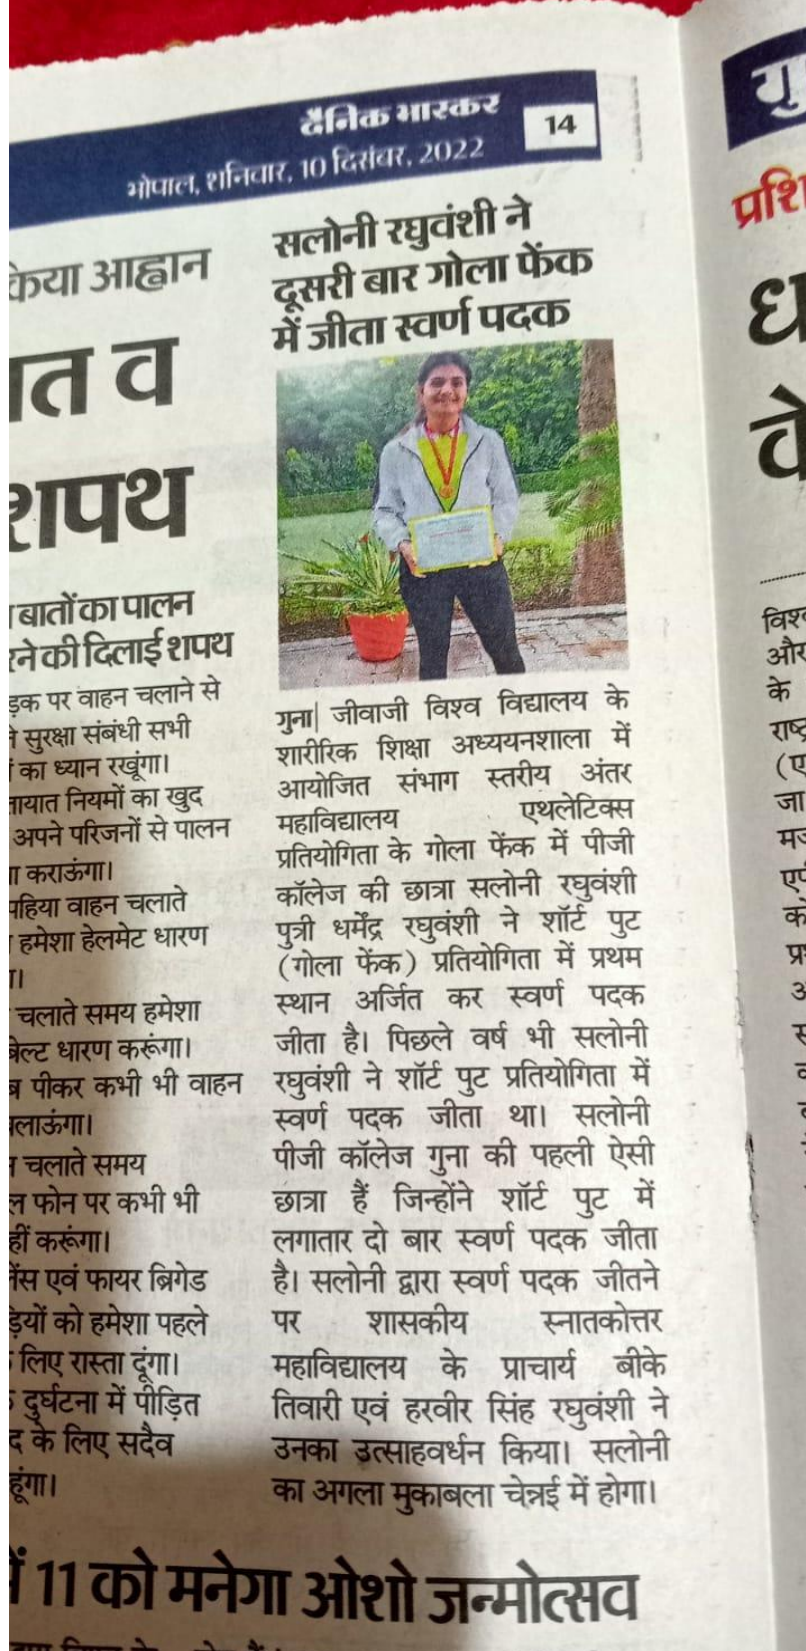 दैनिक भास्कर
14
भोपाल, शनिवार, 10 दिसंबर, 2022
किया आह्वान
त व
शपथ
बातों का पालन
रने की दिलाई शपथ
ड़क पर वाहन चलाने से
सुरक्षा संबंधी सभी
का ध्यान रखूंगा।
तायात नियमों का खुद
अपने परिजनों से पालन
कराऊंगा।
पहिया वाहन चलाते
हमेशा हेलमेट धारण
चलाते समय हमेशा
बेल्ट धारण करूंगा।
ब पीकर कभी भी वाहन
लाऊंगा।
चलाते समय
ल फोन पर कभी भी
हीं करूंगा।
लेंस एवं फायर ब्रिगेड
ड़ियों को हमेशा पहले
लिए रास्ता दूंगा।
दुर्घटना में पीड़ित
द के लिए सदैव
हूंगा।
सलोनी रघुवंशी ने
दूसरी बार गोला फेंक
में जीता स्वर्ण पदक
गुना| जीवाजी विश्व विद्यालय के
शारीरिक शिक्षा अध्ययनशाला में
आयोजित संभाग स्तरीय अंतर
महाविद्यालय एथलेटिक्स
प्रतियोगिता के गोला फेंक में पीजी
कॉलेज की छात्रा सलोनी रघुवंशी
पुत्री धर्मेंद्र रघुवंशी ने शॉर्ट पुट
(गोला फेंक) प्रतियोगिता में प्रथम
स्थान अर्जित कर स्वर्ण पदक
जीता है। पिछले वर्ष भी सलोनी
रघुवंशी ने शॉर्ट पुट प्रतियोगिता में
स्वर्ण पदक जीता था। सलोनी
पीजी कॉलेज गुना की पहली ऐसी
छात्रा हैं जिन्होंने शॉर्ट पुट में
लगातार दो बार स्वर्ण पदक जीता
है। सलोनी द्वारा स्वर्ण पदक जीतने
पर शासकीय स्नातकोत्तर
महाविद्यालय के प्राचार्य बीके
तिवारी एवं हरवीर सिंह रघुवंशी ने
उनका उत्साहवर्धन किया। सलोनी
का अगला मुकाबला चेन्नई में होगा।
में 11 को मनेगा ओशो जन्मोत्सव
गु
प्रशि
ध
वे
विश्व
और
के
राष्ट्र
(ए
जा